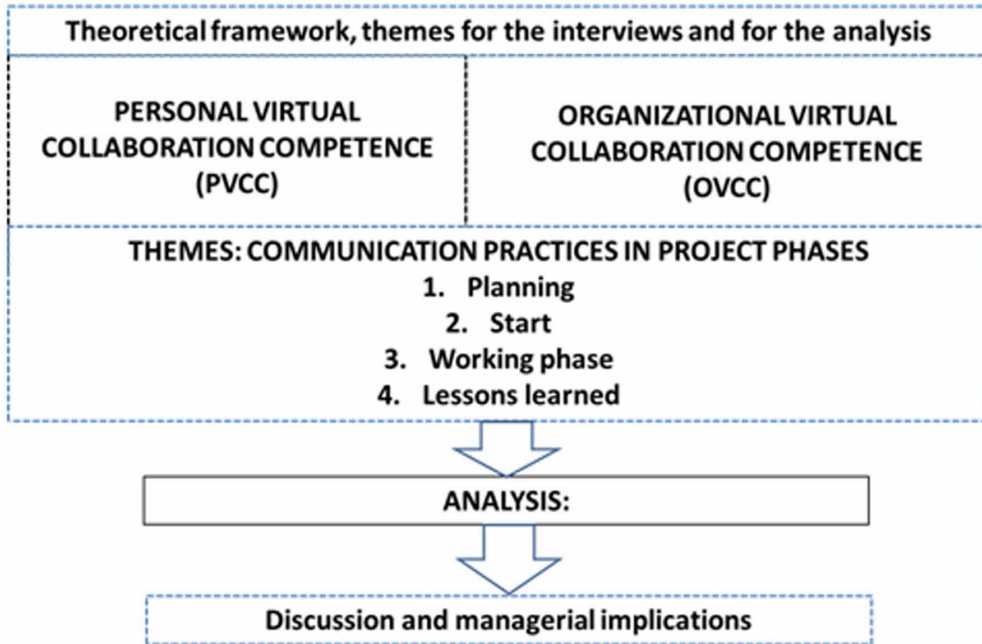 Theoretical framework, themes for the interviews and for the analysis
PERSONAL VIRTUAL
COLLABORATION COMPETENCE
(PVCC)
ORGANIZATIONAL VIRTUAL
COLLABORATION COMPETENCE
(OVCC)
THEMES: COMMUNICATION PRACTICES IN PROJECT PHASES
1. Planning
2. Start
3. Working phase
4. Lessons learned
ANALYSIS:
Discussion and managerial implications